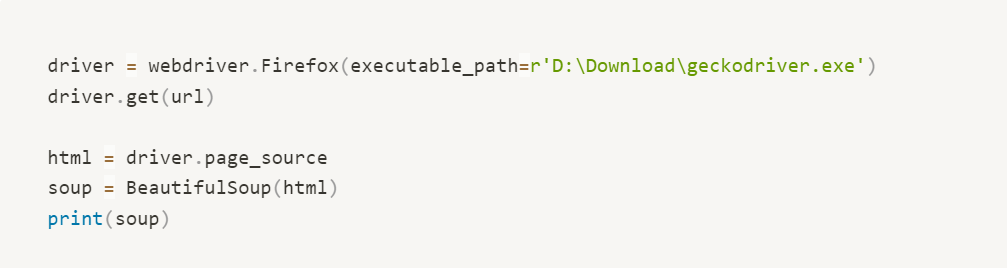 driver = webdriver.Firefox(executable_path=r'D:\Download\geckodriver.exe')
driver.get(url)
html = driver.page_source
soup = BeautifulSoup(html)
print(soup)